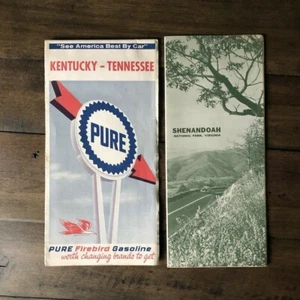 "See America Best By Car"
KENTUCKY - TENNESSEE
PURE
PURE Firebird Gasoline
worth changing brands to get
SHENANDOAH
NATIONAL PARK, VIRGINIA